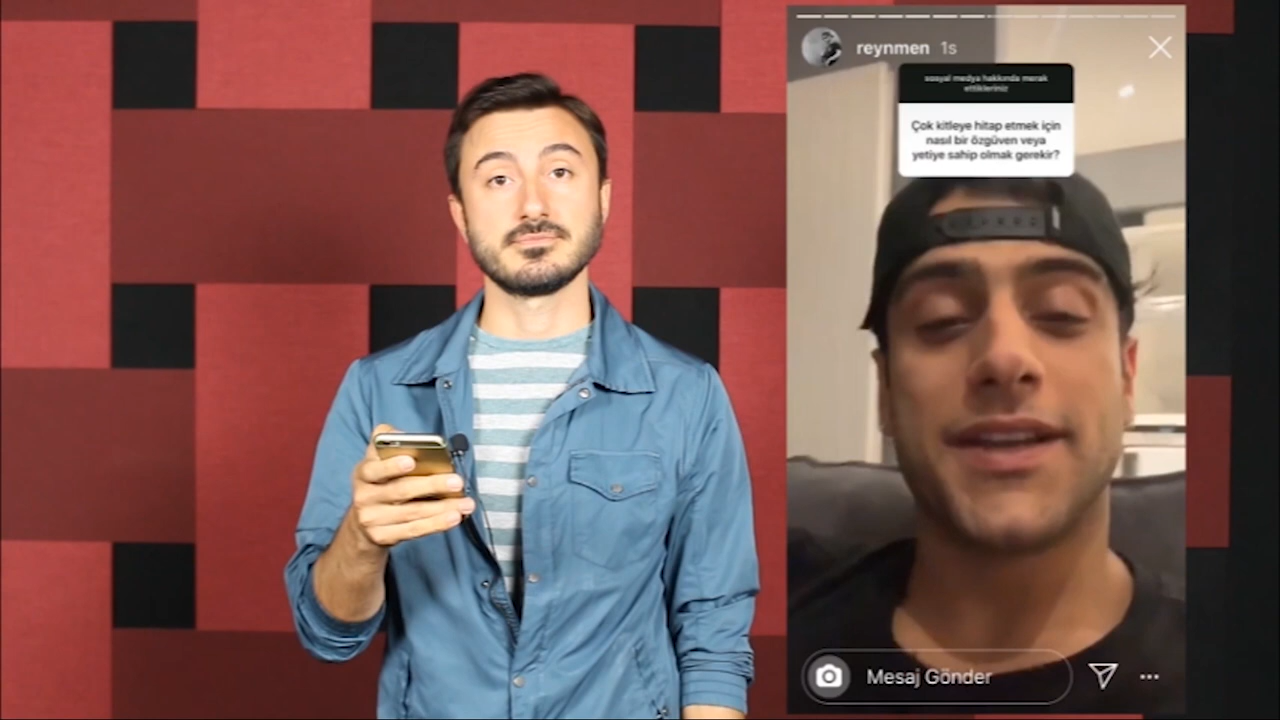 reynmen 1s
sosyal medya hakkında merak
ettikleriniz
Çok kitleye hitap etmek için
nasıl bir özgüven veya
yetiye sahip olmak gerekir?
Mesaj Gönder